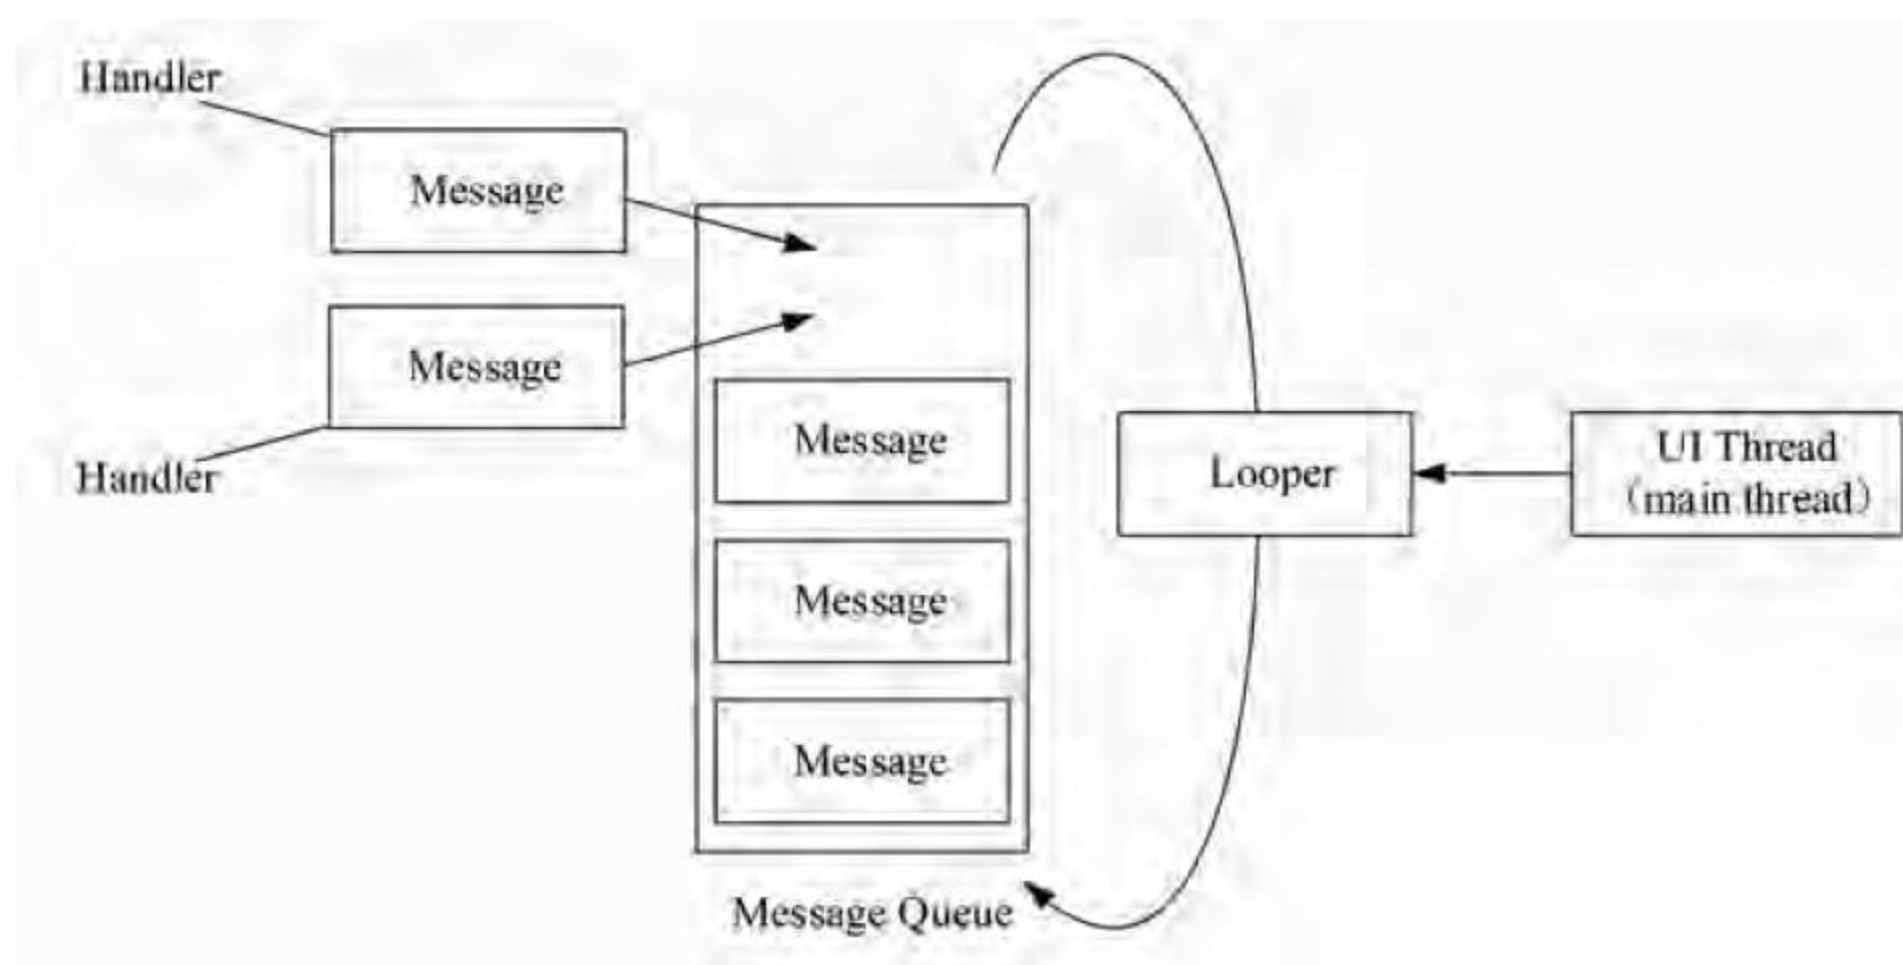 Handler
Message
Message
Handler
Message
Message
Message
Message Queue
Looper
UI Thread
(main thread)